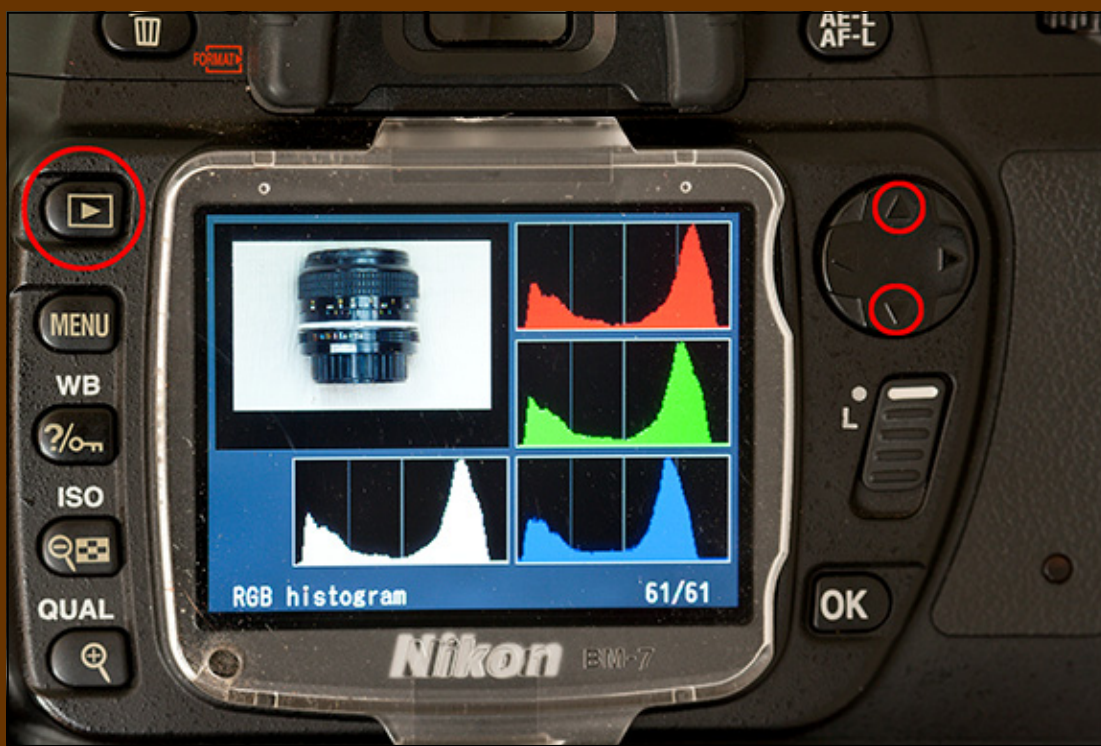 AE-L
AF-L
FORMAT
MENU
WB
?/
ISO
L
QUAL
RGB histogram
61/61
OK
Nikon BM-7